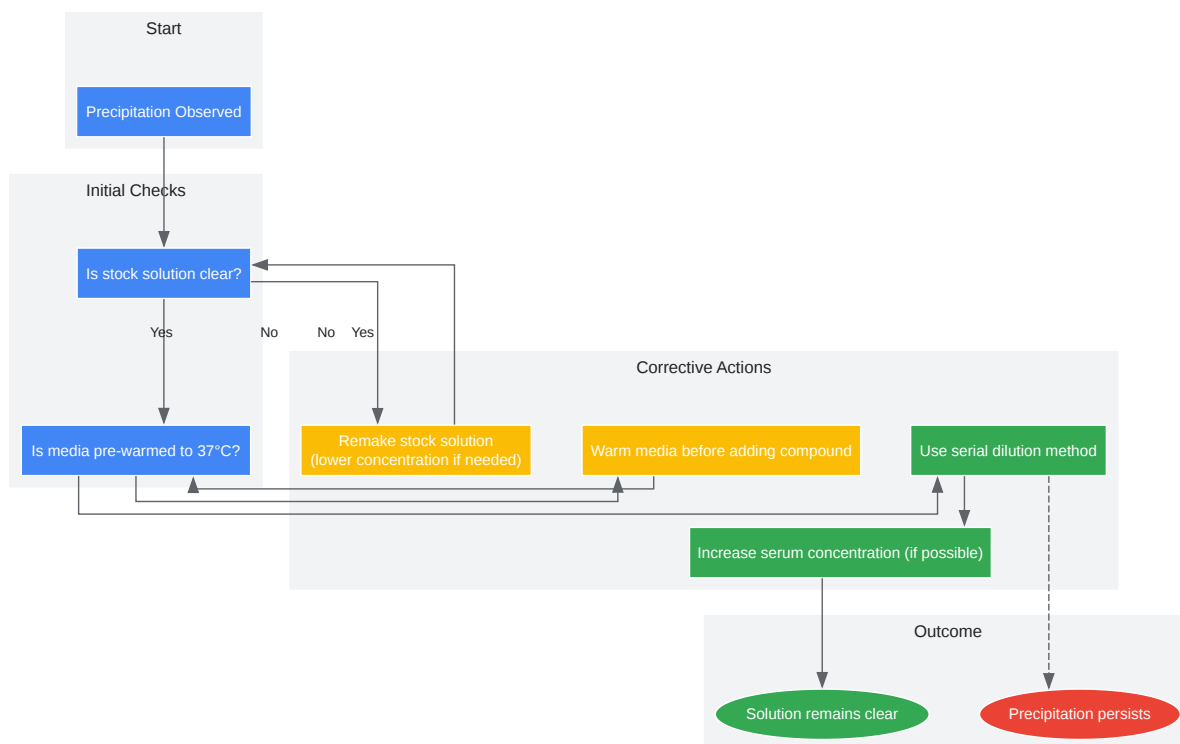 Start
Precipitation Observed
Initial Checks
Is stock solution clear?
Yes
No
No
Yes
Corrective Actions
Is media pre-warmed to 37°C?
Remake stock solution
(lower concentration if needed)
Warm media before adding compound
Use serial dilution method
Increase serum concentration (if possible)
Outcome
Solution remains clear
Precipitation persists